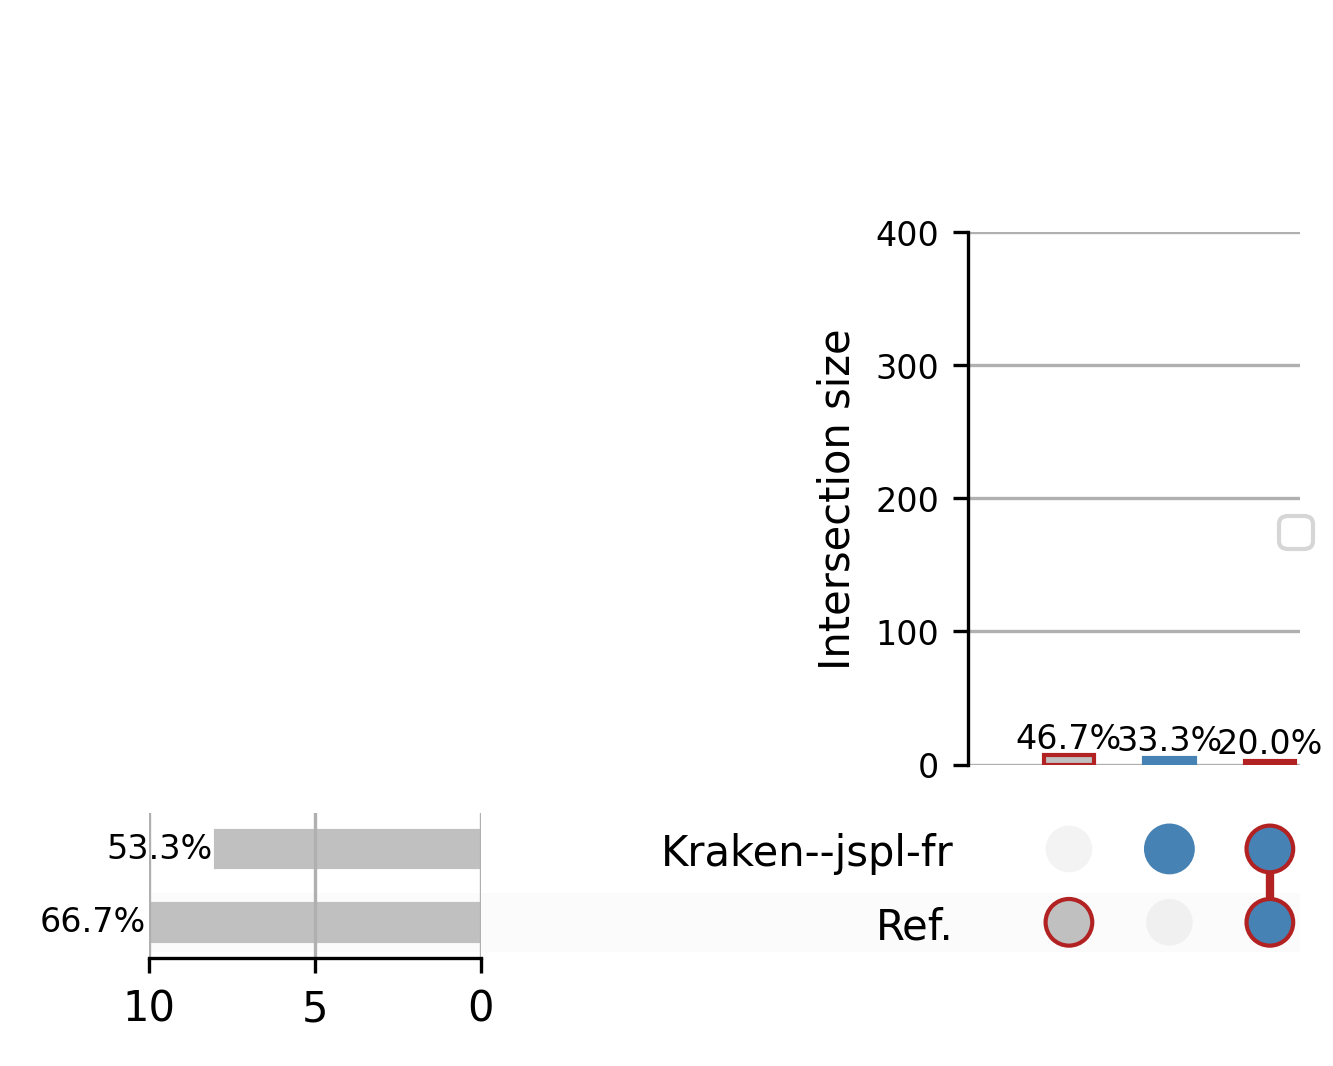 400
300
200
100
0
Intersection size
46.7% 33.3% 20.0%
53.3%
Kraken--jspl-fr
66.7%
Ref.
10 5 0